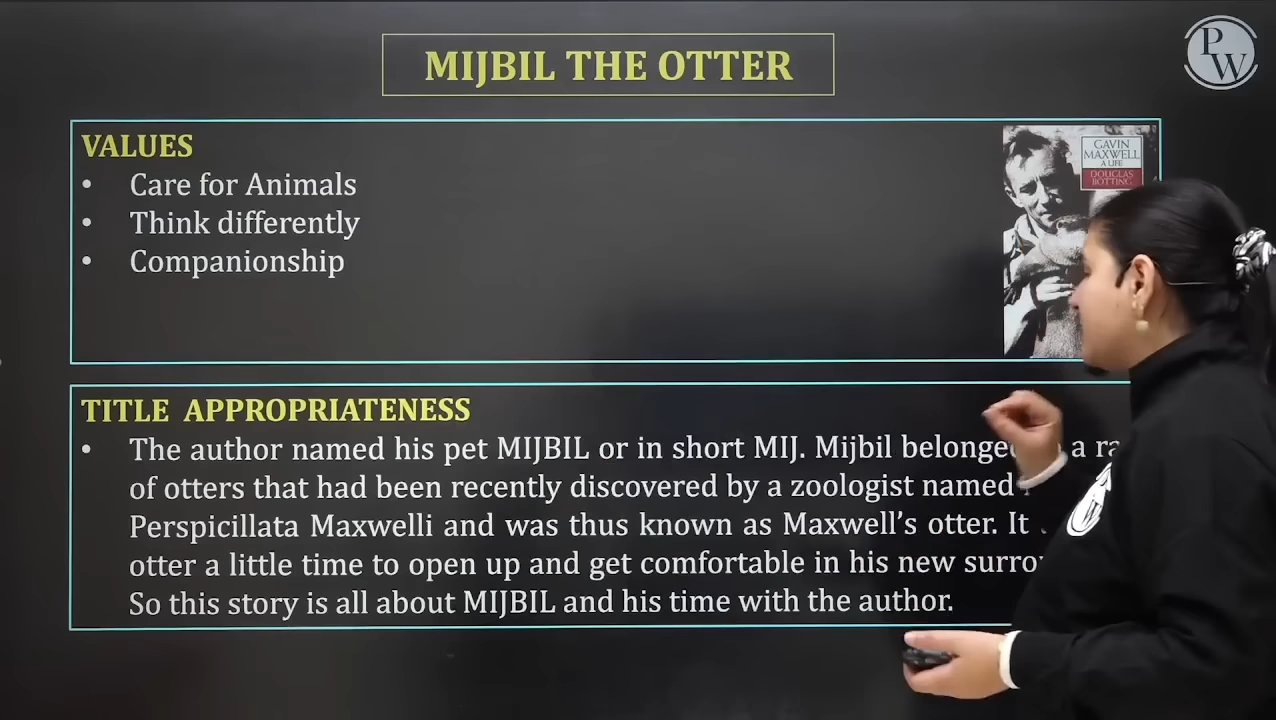 MIJBIL THE OTTER
PW
VALUES
• Care for Animals
• Think differently
• Companionship
GAVIN
MAXWELL
A LIFE
DOUGLAS
BOTTING
TITLE APPROPRIATENESS
• The author named his pet MIJBIL or in short MIJ. Mijbil a
of otters that had been recently discovered by a zoologist named
Perspicillata Maxwelli and was thus known as Maxwell's otter. It
otter a little time to open up and get comfortable in his new
So this story is all about MIJBIL and his time with the author.